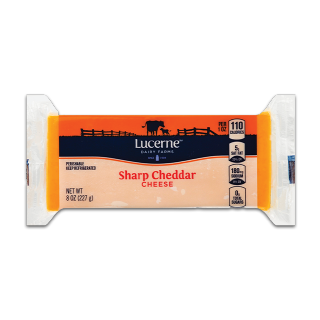 PER
1 OZ
110
CALORIES
Lucerne™
DAIRY FARMS
5g
SAT FAT
PERISHABLE
KEEP REFRIGERATED
Sharp Cheddar
CHEESE
180mg
SODIUM
NET WT
8 OZ (227 g)
0g
TOTAL
SUGARS